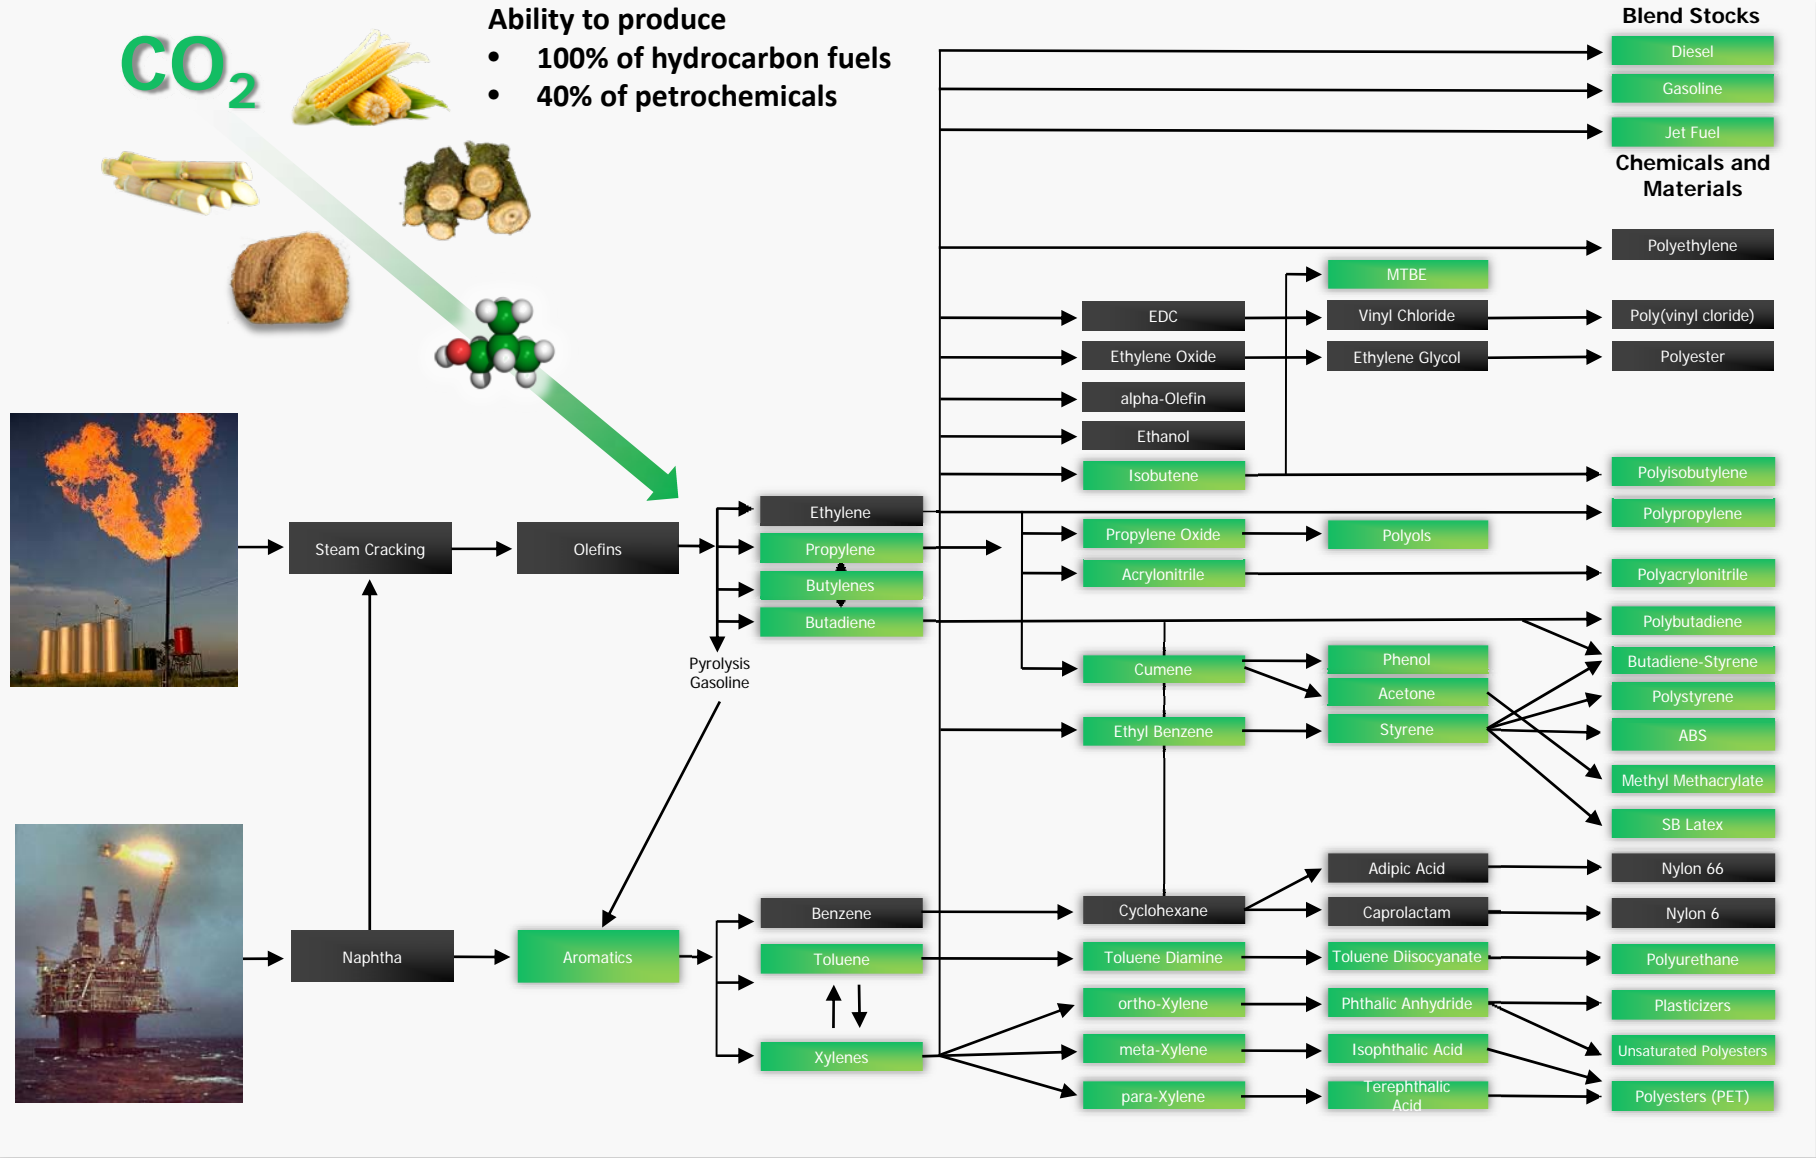 Ability to produce
• 100% of hydrocarbon fuels
• 40% of petrochemicals
CO2
Blend Stocks
Diesel
Gasoline
Jet Fuel
Chemicals and
Materials
Polyethylene
MTBE
EDC
Vinyl Chloride
Poly(vinyl cloride)
Ethylene Oxide
Ethylene Glycol
Polyester
alpha-Olefin
Ethanol
Isobutene
Polyisobutylene
Steam Cracking
Olefins
Ethylene
Propylene
Butylenes
Butadiene
Pyrolysis
Gasoline
Polypropylene
Propylene Oxide
Polyols
Acrylonitrile
Polyacrylonitrile
Polybutadiene
Cumene
Phenol
Butadiene-Styrene
Acetone
Polystyrene
Ethyl Benzene
Styrene
ABS
Methyl Methacrylate
SB Latex
Naphtha
Aromatics
Benzene
Toluene
Xylenes
Adipic Acid
Nylon 66
Cyclohexane
Caprolactam
Nylon 6
Toluene Diamine
Toluene Diisocyanate
Polyurethane
ortho-Xylene
Phthalic Anhydride
Plasticizers
meta-Xylene
Isophthalic Acid
Unsaturated Polyesters
para-Xylene
Terephthalic
Acid
Polyesters (PET)